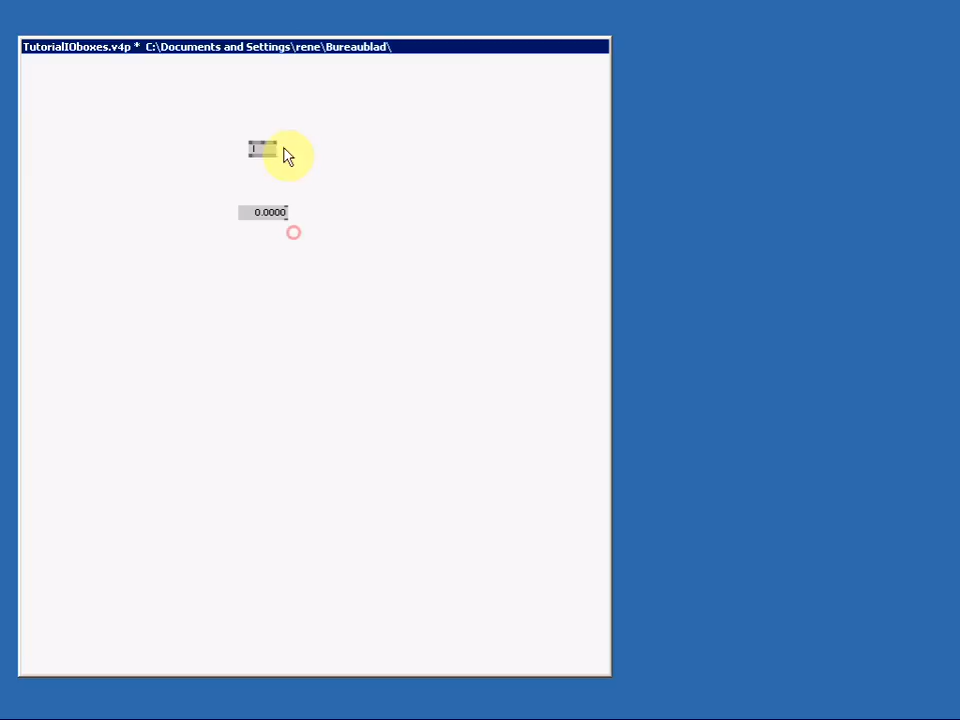 TutorialIOboxes.v4p * C:\Documents and Settings\rene\Bureaublad\
I
0.0000